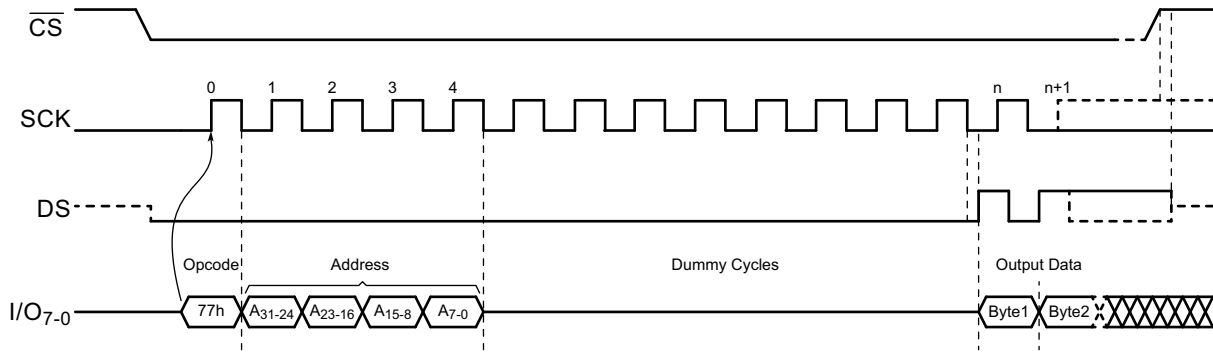 CS
0 1 2 3 4 n n+1
SCK
DS
Opcode Address Dummy Cycles Output Data
I/O7-0 77h A31-24 A23-16 A15-8 A7-0 Byte1 Byte2